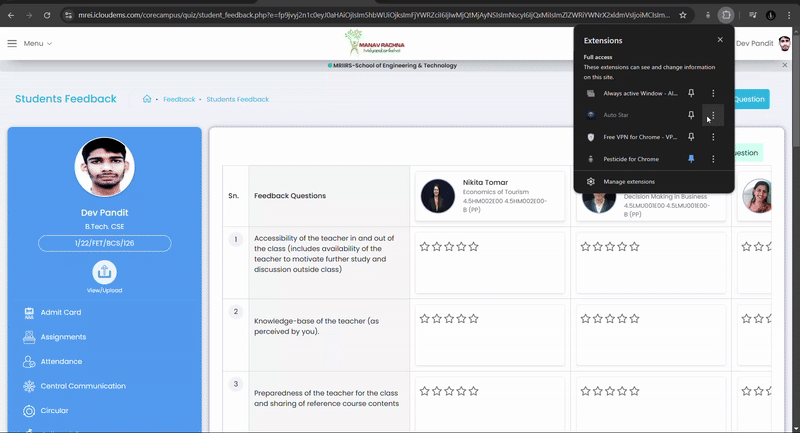 mrei.icloudems.com/corecampus/quiz/student_feedback.php?e=
Menu
MANAV RACHNA
Dev Pandit
MRIIRS-School of Engineering & Technology
Students Feedback
Feedback
Students Feedback
Question
uestion
Extensions
Full access
These extensions can see and change information
on this site.
Always active Window - Al...
Auto Star
Free VPN for Chrome - VP...
Pesticide for Chrome
Manage extensions
Dev Pandit
B.Tech. CSE
1/22/FET/BCS/126
View/Upload
Admit Card
Assignments
Attendance
Central Communication
Circular
Sn.
Feedback Questions
Nikita Tomar
Economics of Tourism
4.5HM002E00 4.5HM002E00-
B (PP)
Decision Making in Business
4.5LMU001E00 4.5LMU001E00-
B (PP)
1
Accessibility of the teacher in and out
of the class (includes availability of the
teacher to motivate further study and
discussion outside class)
2
Knowledge-base of the teacher (as
perceived by you).
3
Preparedness of the teacher for the class
and sharing of reference course contents